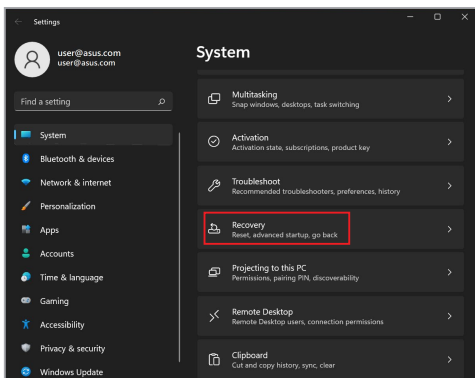 Settings
user@asus.com
user@asus.com
Find a setting
System
Bluetooth & devices
Network & internet
Personalization
Apps
Accounts
Time & language
Gaming
Accessibility
Privacy & security
Windows Update
System
Multitasking
Snap windows, desktops, task switching
Activation
Activation state, subscriptions, product key
Troubleshoot
Recommended troubleshooters, preferences, history
Recovery
Reset, advanced startup, go back
Projecting to this PC
Permissions, pairing PIN, discoverability
Remote Desktop
Remote Desktop users, connection permissions
Clipboard
Cut and copy history, sync, clear